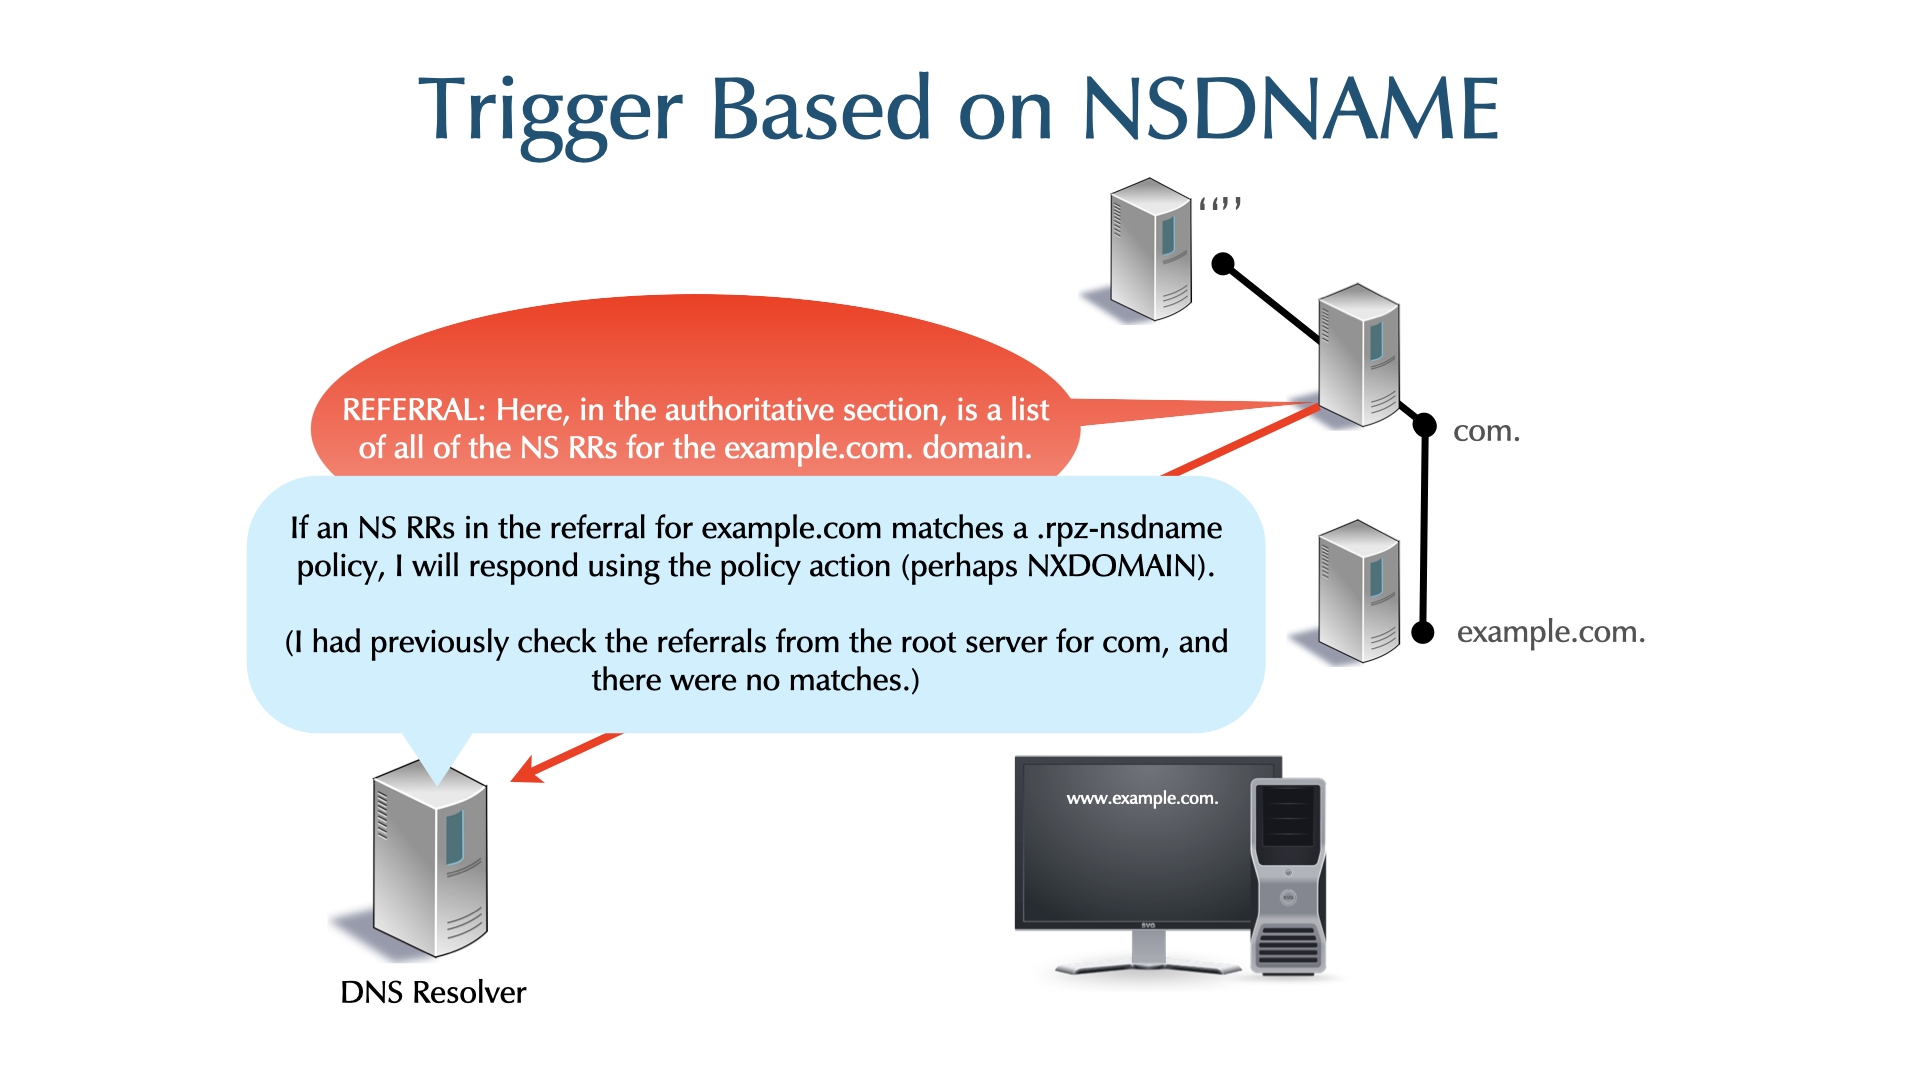 Trigger Based on NSDNAME
“”
REFERRAL: Here, in the authoritative section, is a list
of all of the NS RRs for the example.com. domain.
com.
If an NS RRs in the referral for example.com matches a .rpz-nsdname
policy, I will respond using the policy action (perhaps NXDOMAIN).
(I had previously check the referrals from the root server for com, and
there were no matches.)
example.com.
www.example.com.
SVG
SVG
DNS Resolver